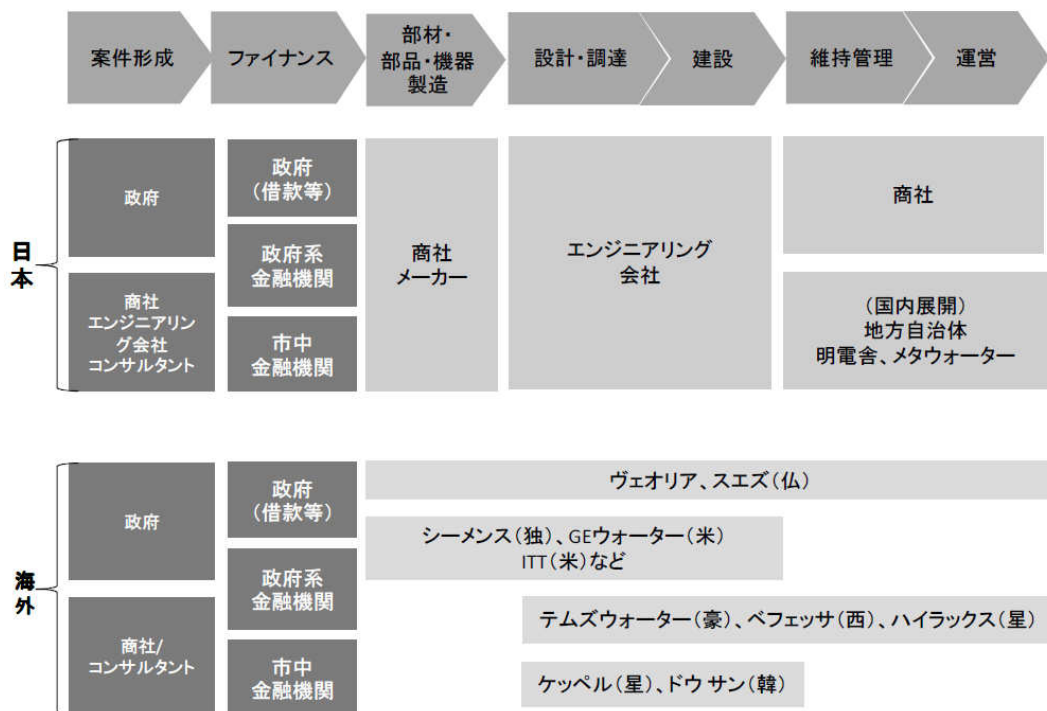 案件形成
ファイナンス
部材・
部品・機器
製造
設計・調達
建設
維持管理
運営
日
本
政府
商社
エンジニアリン
グ会社
コンサルタント
政府
(借款等)
政府系
金融機関
市中
金融機関
商社
メーカー
エンジニアリング
会社
商社
(国内展開)
地方自治体
明電舎、メタウォーター
海
外
政府
商社/
コンサルタント
政府
(借款等)
政府系
金融機関
市中
金融機関
ヴェオリア、スエズ(仏)
シーメンス(独)、GEウォーター(米)
ITT(米)など
テムズウォーター(豪)、ベフェッサ(西)、ハイラックス(星)
ケッペル(星)、ドウサン(韓)